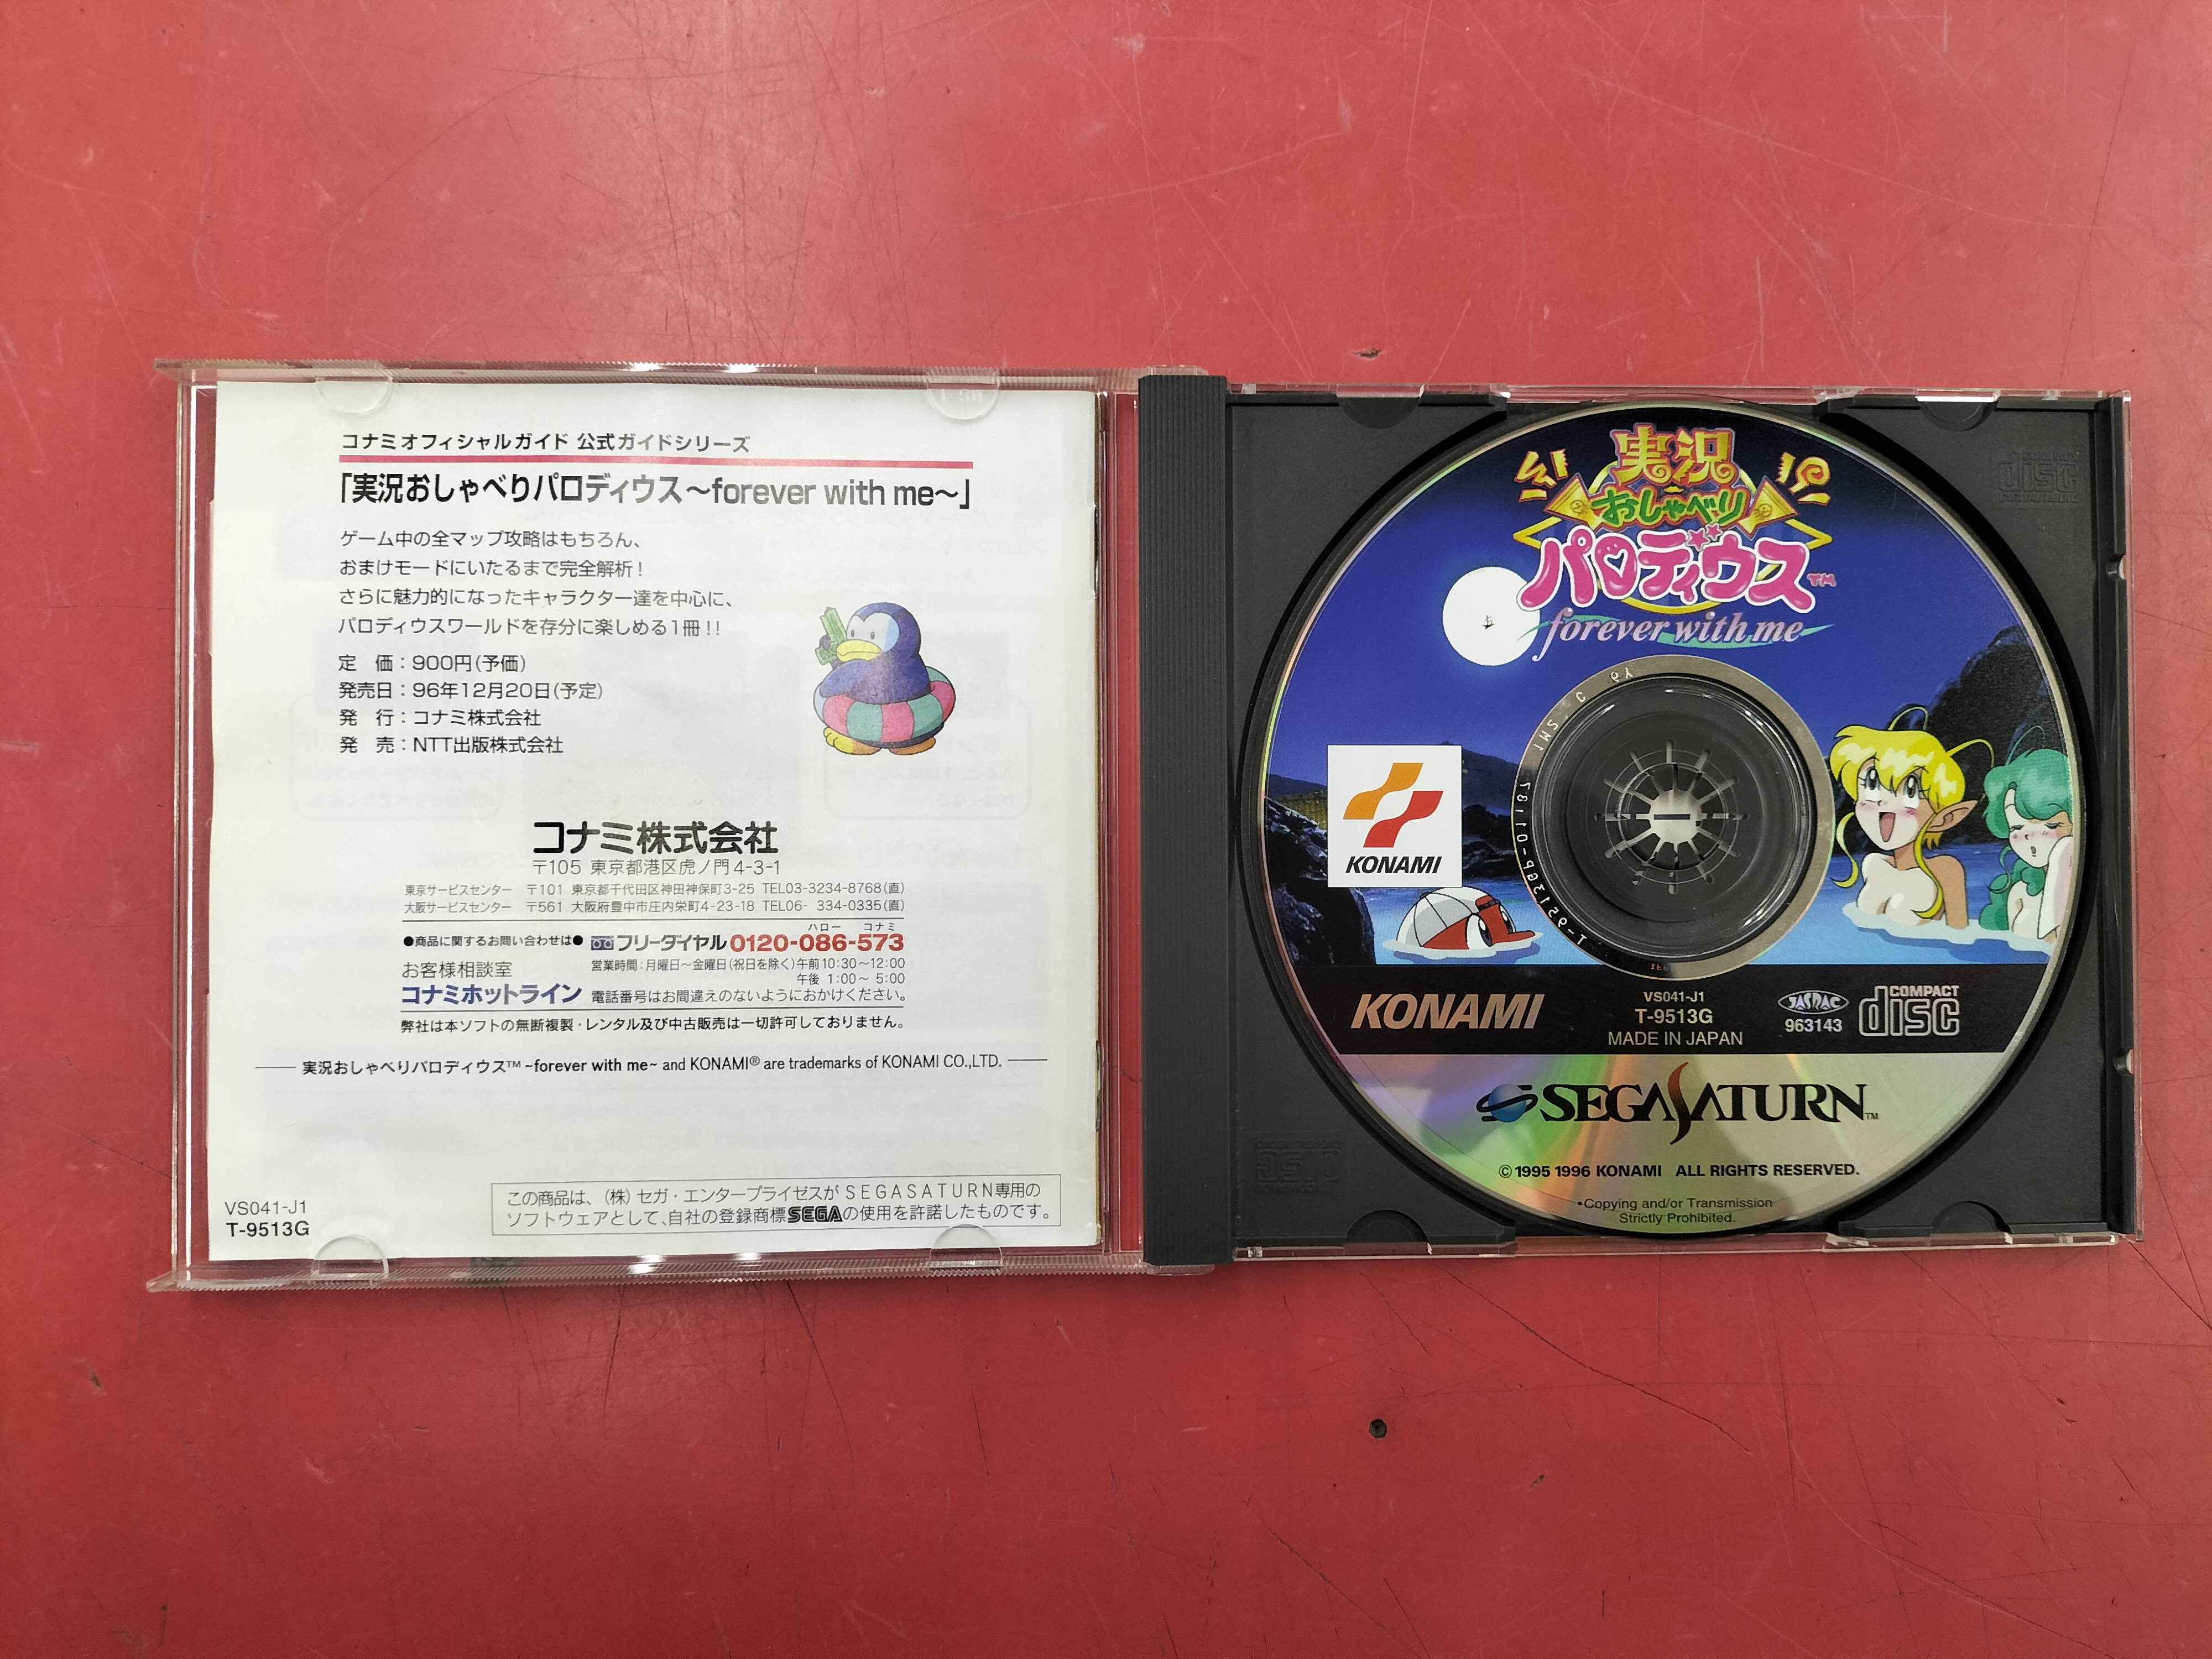 コナミオフィシャルガイド 公式ガイドシリーズ
「実況おしゃべりパロディウス～forever with me～」
ゲーム中の全マップ攻略はもちろん、
おまけモードにいたるまで完全解析！
さらに魅力的になったキャラクター達を中心に、
パロディウスワールドを存分に楽しめる1冊！！
定　価：900円(予価)
発売日：96年12月20日(予定)
発　行：コナミ株式会社
発　売：NTT出版株式会社
コナミ株式会社
〒105 東京都港区虎ノ門4-3-1
東京サービスセンター 〒101 東京都千代田区神田神保町3-25 TEL03-3234-8768(直)
大阪サービスセンター 〒561 大阪府豊中市庄内栄町4-23-18 TEL06- 334-0335(直)
ハロー コナミ
●商品に関するお問い合わせは● フリーダイヤル 0120-086-573
お客様相談室 営業時間：月曜日～金曜日(祝日を除く)午前10:30～12:00
午後 1:00～ 5:00
コナミホットライン 電話番号はお間違えのないようにおかけください。
弊社は本ソフトの無断複製・レンタル及び中古販売は一切許可しておりません。
実況おしゃべりパロディウス™ ~forever with me~ and KONAMI® are trademarks of KONAMI CO.,LTD.
VS041-J1
T-9513G
この商品は、(株)セガ・エンタープライゼスがSEGASATURN専用の
ソフトウェアとして、自社の登録商標SEGAの使用を許諾したものです。
実況
おしゃべり
パロディウス™
forever with me
KONAMI
KONAMI
VS041-J1
T-9513G
MADE IN JAPAN
JASRAC
963143
COMPACT
disc
SEGA SATURN™
© 1995 1996 KONAMI ALL RIGHTS RESERVED.
•Copying and/or Transmission
Strictly Prohibited.